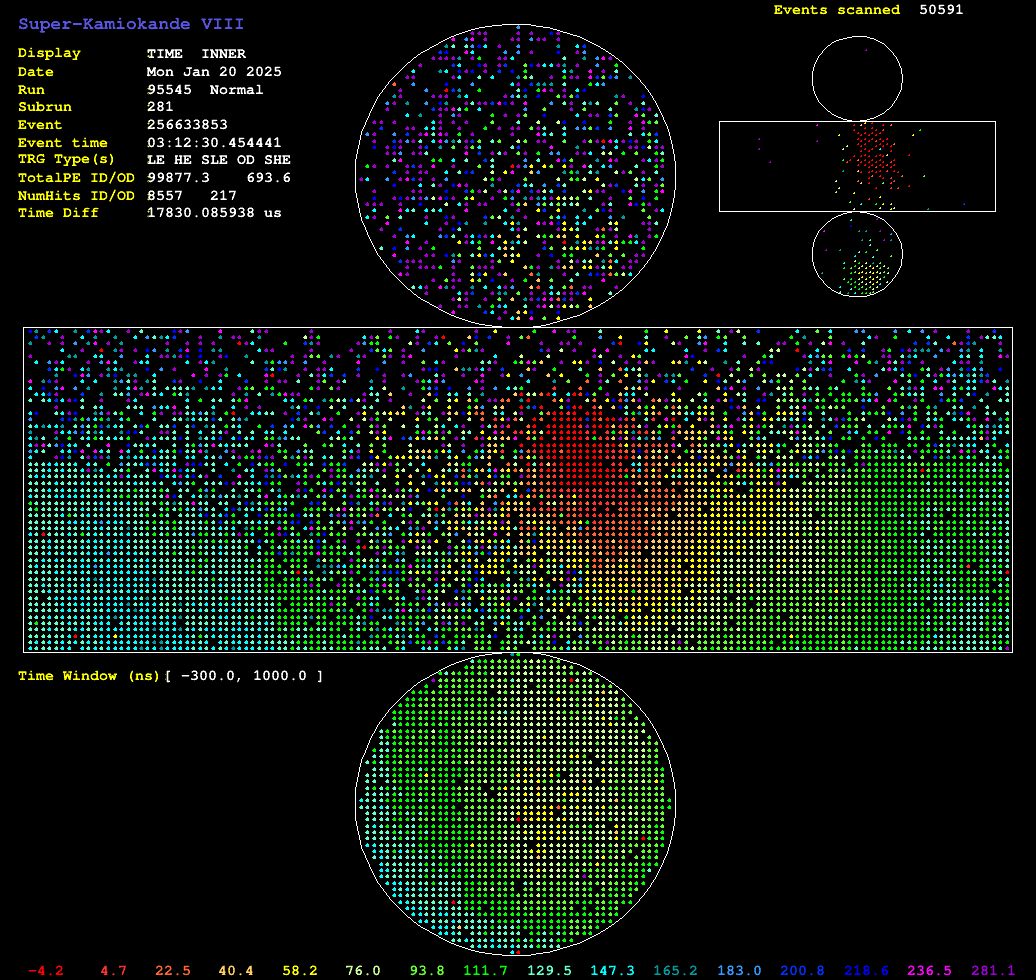 Super-Kamiokande VIII
Events scanned 50591
Display TIME INNER
Date Mon Jan 20 2025
Run 95545 Normal
Subrun 281
Event 256633853
Event time 03:12:30.454441
TRG Type(s) LE HE SLE OD SHE
TotalPE ID/OD 99877.3 693.6
NumHits ID/OD 8557 217
Time Diff 17830.085938 us
Time Window (ns)[ -300.0, 1000.0 ]
-4.2 4.7 22.5 40.4 58.2 76.0 93.8 111.7 129.5 147.3 165.2 183.0 200.8 218.6 236.5 281.1